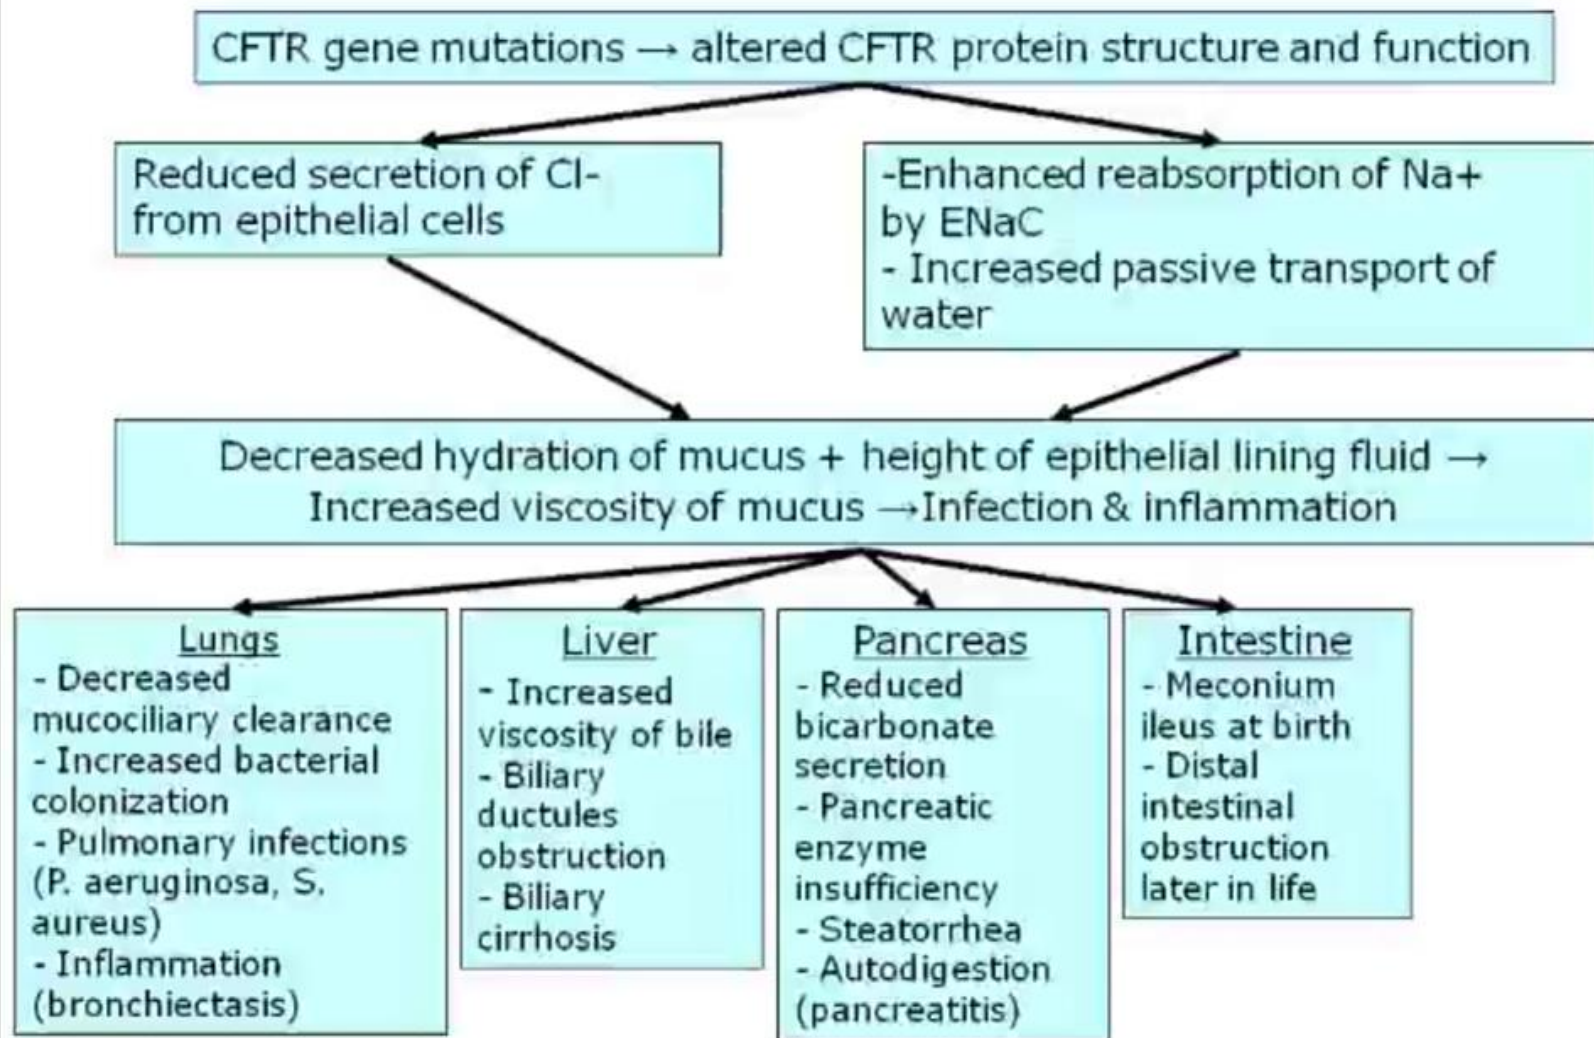 CFTR gene mutations → altered CFTR protein structure and function
Reduced secretion of Cl-
from epithelial cells
-Enhanced reabsorption of Na+
by ENaC
- Increased passive transport of
water
Decreased hydration of mucus + height of epithelial lining fluid →
Increased viscosity of mucus →Infection & inflammation
Lungs
- Decreased
mucociliary clearance
- Increased bacterial
colonization
- Pulmonary infections
(P. aeruginosa, S.
aureus)
- Inflammation
(bronchiectasis)
Liver
- Increased
viscosity of bile
- Biliary
ductules
obstruction
- Biliary
cirrhosis
Pancreas
- Reduced
bicarbonate
secretion
- Pancreatic
enzyme
insufficiency
- Steatorrhea
- Autodigestion
(pancreatitis)
Intestine
- Meconium
ileus at birth
- Distal
intestinal
obstruction
later in life